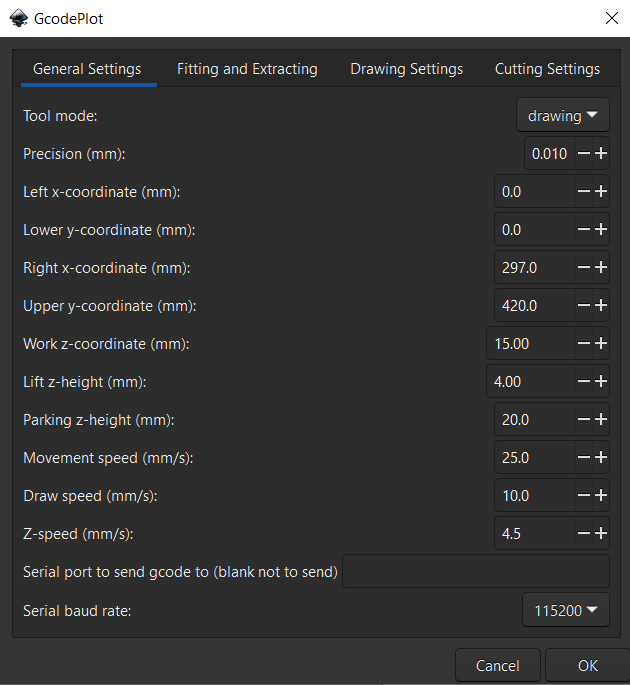 GcodePlot
General Settings Fitting and Extracting Drawing Settings Cutting Settings
Tool mode: drawing
Precision (mm): 0.010
Left x-coordinate (mm): 0.0
Lower y-coordinate (mm): 0.0
Right x-coordinate (mm): 297.0
Upper y-coordinate (mm): 420.0
Work z-coordinate (mm): 15.00
Lift z-height (mm): 4.00
Parking z-height (mm): 20.0
Movement speed (mm/s): 25.0
Draw speed (mm/s): 10.0
Z-speed (mm/s): 4.5
Serial port to send gcode to (blank not to send)
Serial baud rate: 115200
Cancel OK